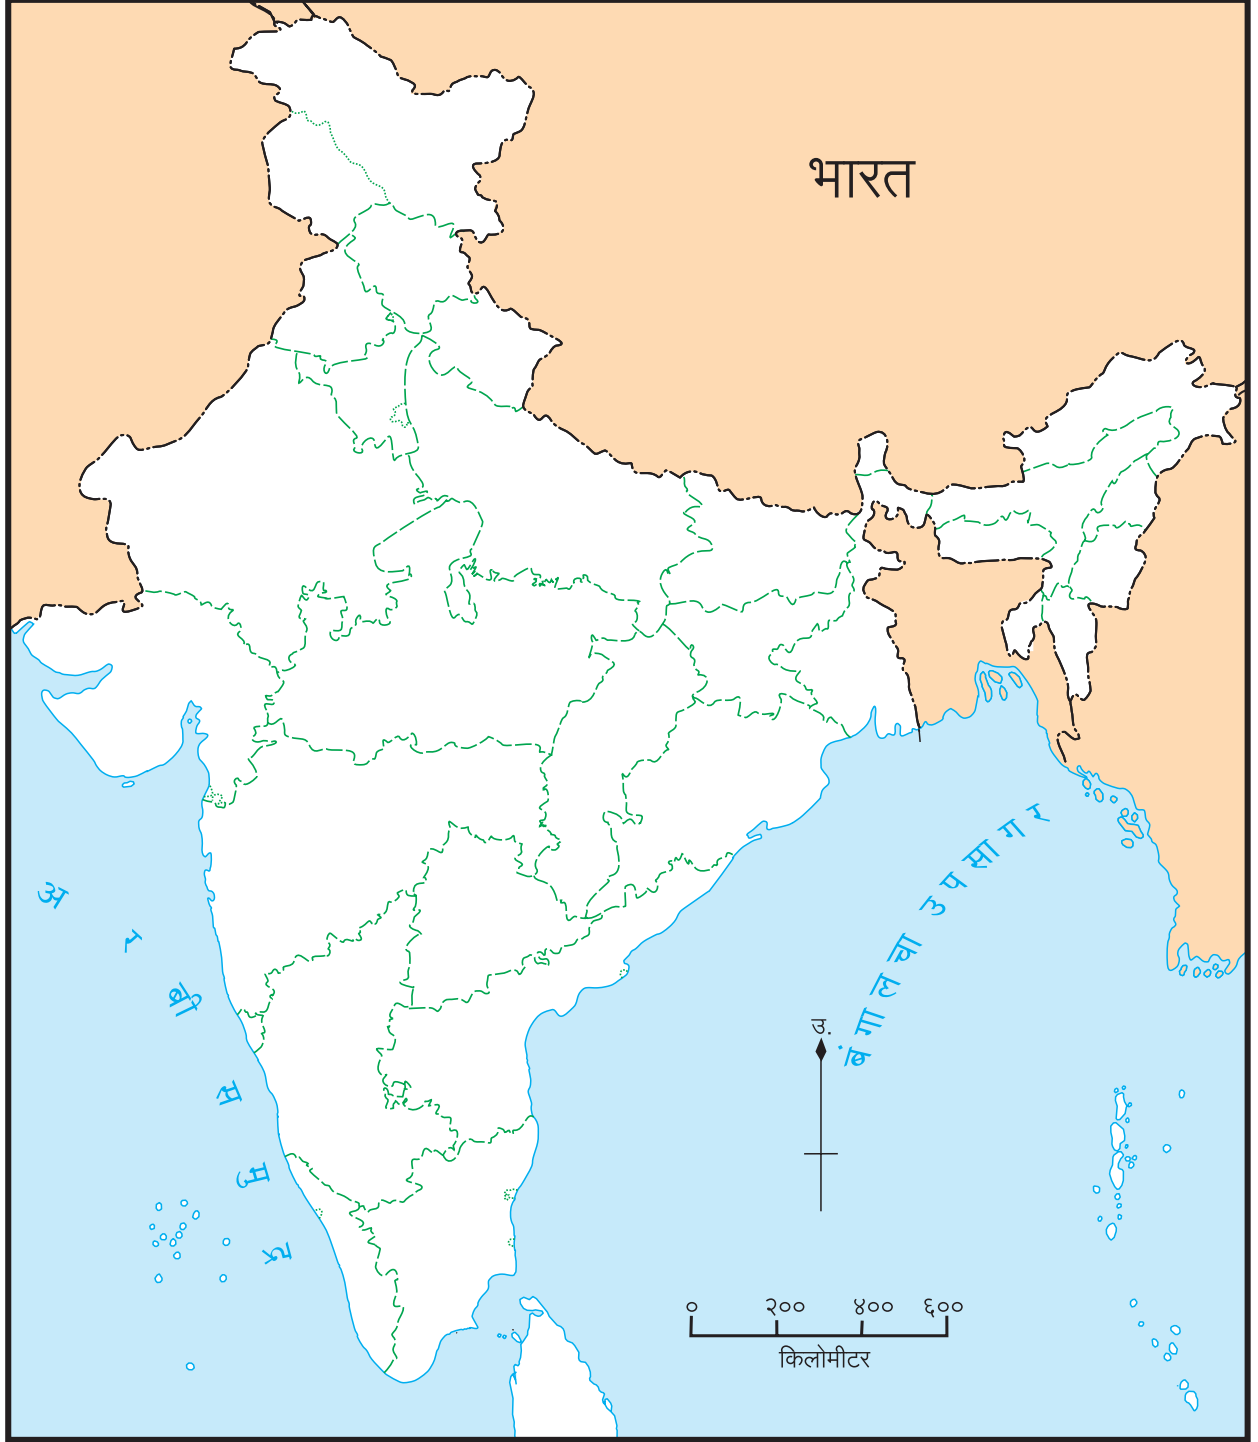 भारत
अरबी समुद्र
बंगालचा उपसागर
उ.
० २०० ४०० ६००
किलोमीटर